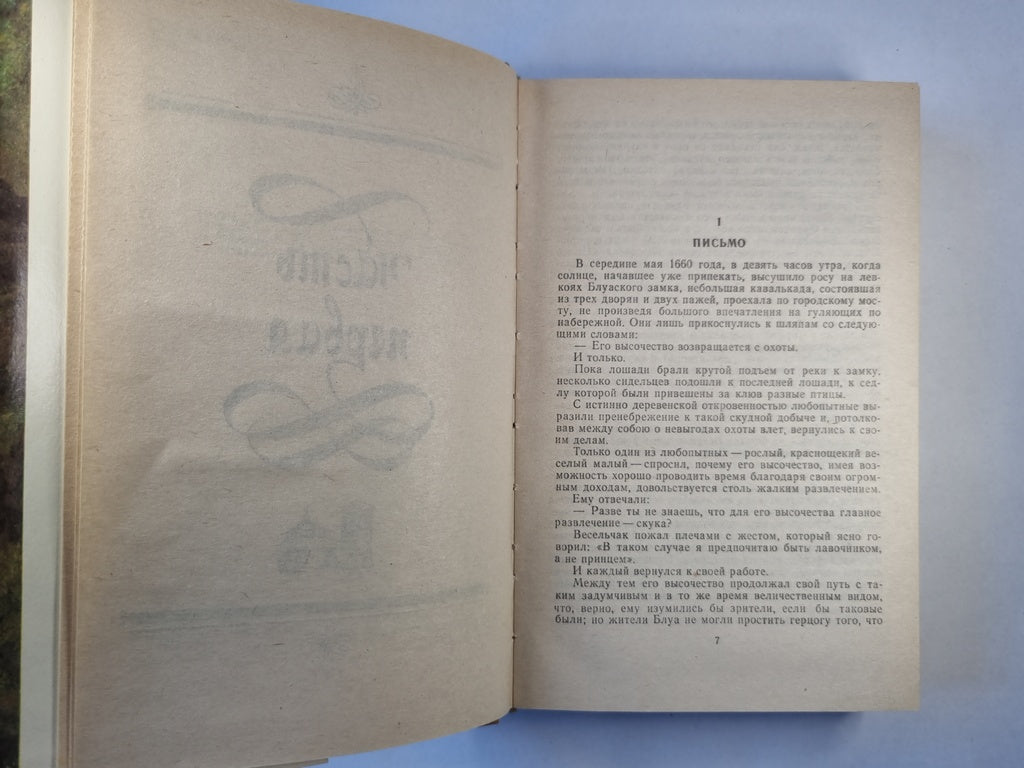 1
ПИСЬМО
В середине мая 1660 года, в девять часов утра, когда
солнце, начавшее уже припекать, высушило росу на лев-
коях Блуаского замка, небольшая кавалькада, состоявшая
из трех дворян и двух пажей, проехала по городскому мос-
ту, не произведя большого впечатления на гуляющих по
набережной. Они лишь прикоснулись к шляпам со следую-
щими словами:
— Его высочество возвращается с охоты.
И только.
Пока лошади брали крутой подъем от реки к замку,
несколько сидельцев подошли к последней лошади, к сед-
лу которой были привешены за клюв разные птицы.
С истинно деревенской откровенностью любопытные вы-
разили пренебрежение к такой скудной добыче и, потолко-
вав между собою о невыгодах охоты влет, вернулись к сво-
им делам.
Только один из любопытных — рослый, краснощекий ве-
селый малый — спросил, почему его высочество, имея воз-
можность хорошо проводить время благодаря своим огром-
ным доходам, довольствуется столь жалким развлечением.
Ему отвечали:
— Разве ты не знаешь, что для его высочества главное
развлечение — скука?
Весельчак пожал плечами с жестом, который ясно го-
ворил: «В таком случае я предпочитаю быть лавочником,
а не принцем».
И каждый вернулся к своей работе.
Между тем его высочество продолжал свой путь с та-
ким задумчивым и в то же время величественным видом,
что, верно, ему изумились бы зрители, если бы таковые
были; но жители Блуа не могли простить герцогу того, что
7